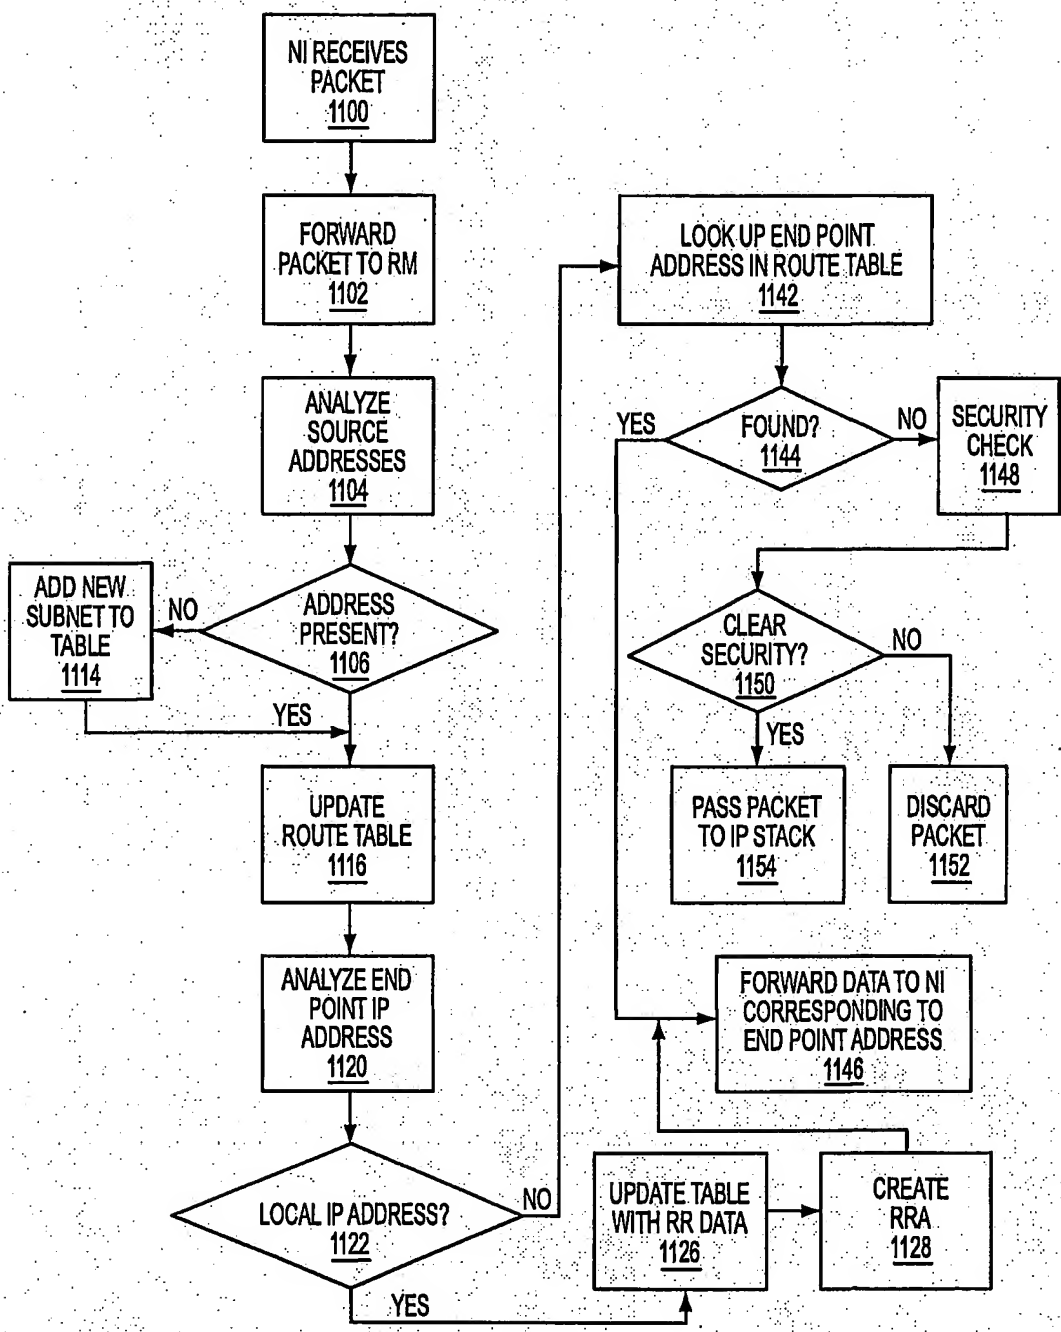 NI RECEIVES
PACKET
1100
FORWARD
PACKET TO RM
1102
ANALYZE
SOURCE
ADDRESSES
1104
ADDRESS
PRESENT?
1106
NO
ADD NEW
SUBNET TO
TABLE
1114
YES
UPDATE
ROUTE TABLE
1116
ANALYZE END
POINT IP
ADDRESS
1120
LOCAL IP ADDRESS?
1122
NO
YES
LOOK UP END POINT
ADDRESS IN ROUTE TABLE
1142
YES
FOUND?
1144
NO
SECURITY
CHECK
1148
CLEAR
SECURITY?
1150
NO
YES
PASS PACKET
TO IP STACK
1154
DISCARD
PACKET
1152
FORWARD DATA TO NI
CORRESPONDING TO
END POINT ADDRESS
1146
UPDATE TABLE
WITH RR DATA
1126
CREATE
RRA
1128